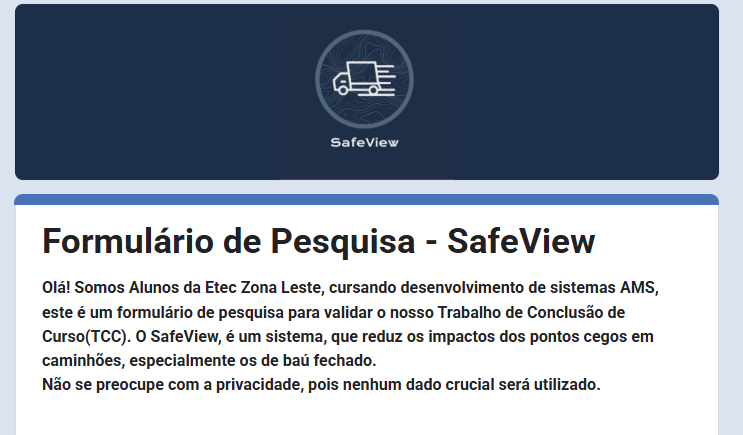 SafeView
Formulário de Pesquisa - SafeView
Olá! Somos Alunos da Etec Zona Leste, cursando desenvolvimento de sistemas AMS,
este é um formulário de pesquisa para validar o nosso Trabalho de Conclusão de
Curso(TCC). O SafeView, é um sistema, que reduz os impactos dos pontos cegos em
caminhões, especialmente os de baú fechado.
Não se preocupe com a privacidade, pois nenhum dado crucial será utilizado.